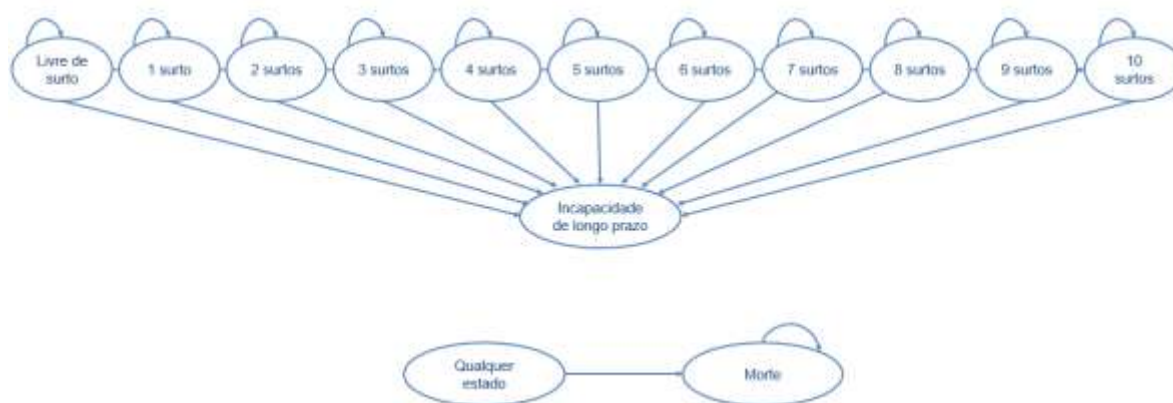 Livre de
surto
1 surto
2 surtos
3 surtos
4 surtos
5 surtos
6 surtos
7 surtos
8 surtos
9 surtos
10
surtos
Incapacidade
de longo prazo
Qualquer
estado
Morte